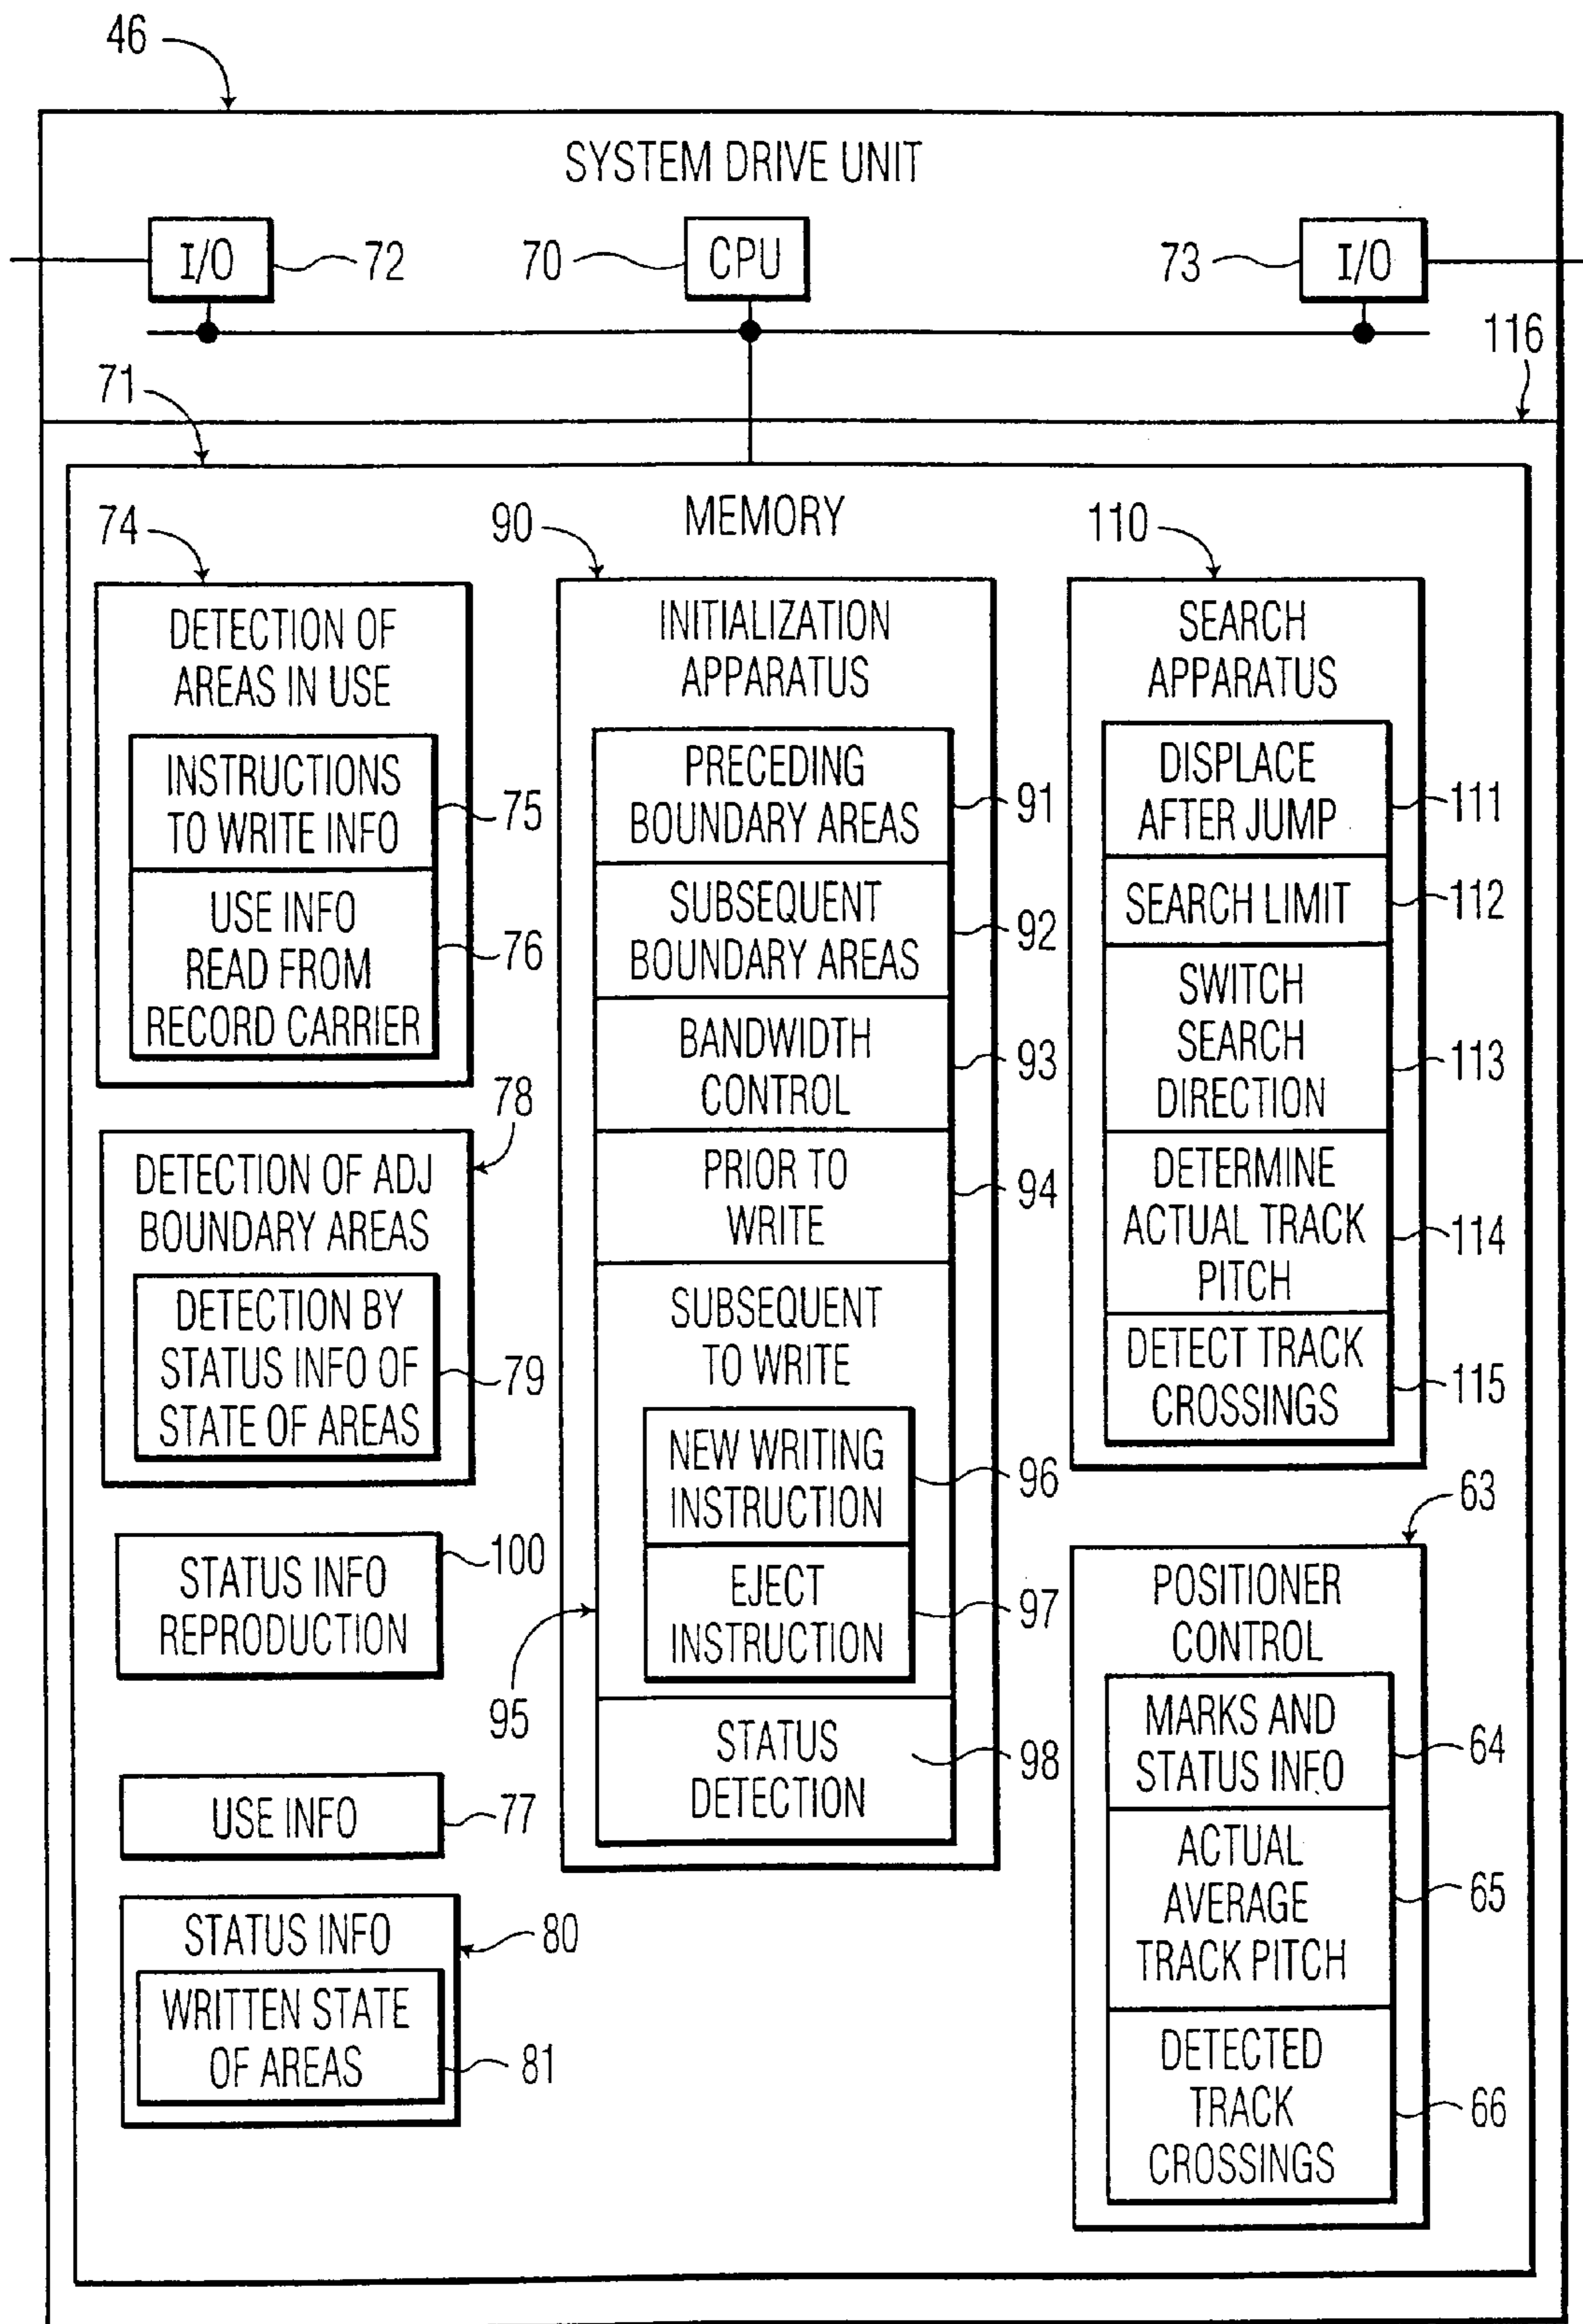 46
SYSTEM DRIVE UNIT
I/O
72
70
CPU
73
I/O
116
71
MEMORY
74
DETECTION OF
AREAS IN USE
INSTRUCTIONS
TO WRITE INFO
75
USE INFO
READ FROM
RECORD CARRIER
76
78
DETECTION OF ADJ
BOUNDARY AREAS
DETECTION BY
STATUS INFO OF
STATE OF AREAS
79
100
STATUS INFO
REPRODUCTION
USE INFO
77
STATUS INFO
80
WRITTEN STATE
OF AREAS
81
90
INITIALIZATION
APPARATUS
PRECEDING
BOUNDARY AREAS
91
SUBSEQUENT
BOUNDARY AREAS
92
BANDWIDTH
CONTROL
93
PRIOR TO
WRITE
94
SUBSEQUENT
TO WRITE
NEW WRITING
INSTRUCTION
96
EJECT
INSTRUCTION
97
95
STATUS
DETECTION
98
110
SEARCH
APPARATUS
DISPLACE
AFTER JUMP
111
SEARCH LIMIT
112
SWITCH
SEARCH
DIRECTION
113
DETERMINE
ACTUAL TRACK
PITCH
114
DETECT TRACK
CROSSINGS
115
63
POSITIONER
CONTROL
MARKS AND
STATUS INFO
64
ACTUAL
AVERAGE
TRACK PITCH
65
DETECTED
TRACK
CROSSINGS
66